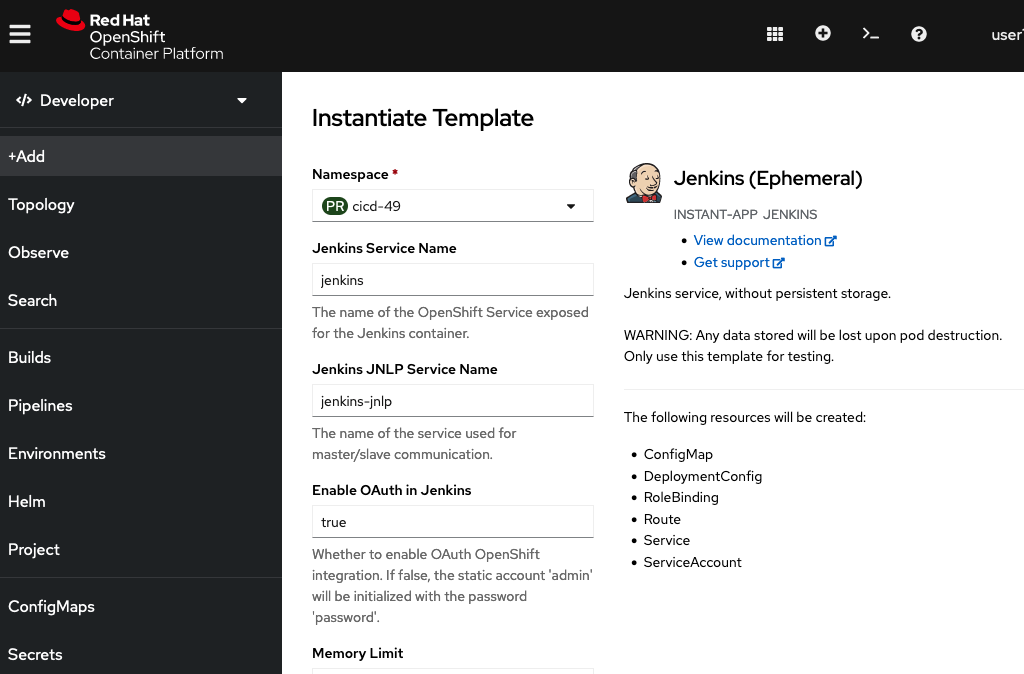 Red Hat
OpenShift
Container Platform
user
Developer
+Add
Topology
Observe
Search
Builds
Pipelines
Environments
Helm
Project
ConfigMaps
Secrets
Instantiate Template
Namespace *
PR cicd-49
Jenkins Service Name
jenkins
The name of the OpenShift Service exposed
for the Jenkins container.
Jenkins JNLP Service Name
jenkins-jnlp
The name of the service used for
master/slave communication.
Enable OAuth in Jenkins
true
Whether to enable OAuth OpenShift
integration. If false, the static account 'admin'
will be initialized with the password
'password'.
Memory Limit
Jenkins (Ephemeral)
INSTANT-APP JENKINS
View documentation
Get support
Jenkins service, without persistent storage.
WARNING: Any data stored will be lost upon pod destruction.
Only use this template for testing.
The following resources will be created:
ConfigMap
DeploymentConfig
RoleBinding
Route
Service
ServiceAccount